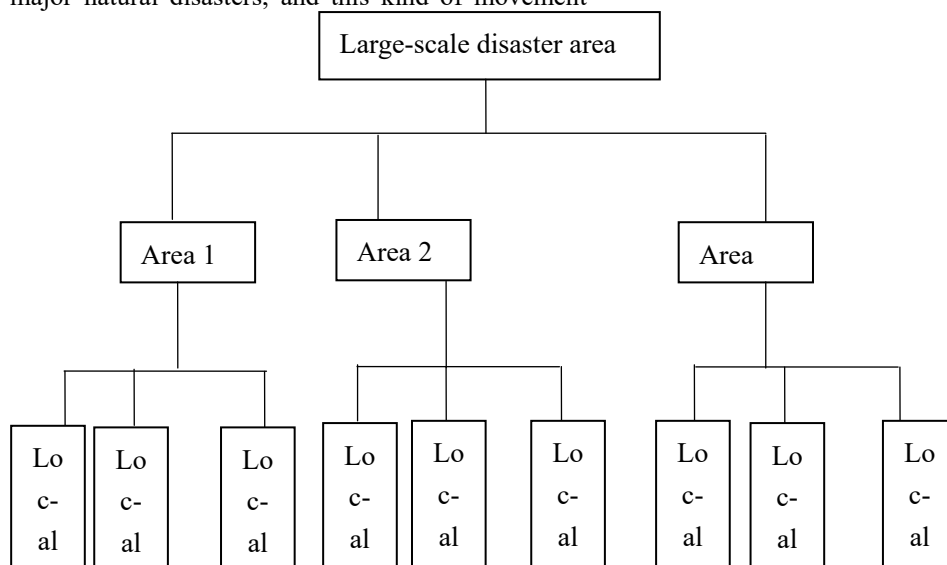 major natural disasters, and this kind of movement
Large-scale disaster area
Area 1
Area 2
Area
Lo
c-
al
Lo
c-
al
Lo
c-
al
Lo
c-
al
Lo
c-
al
Lo
c-
al
Lo
c-
al
Lo
c-
al
Lo
c-
al